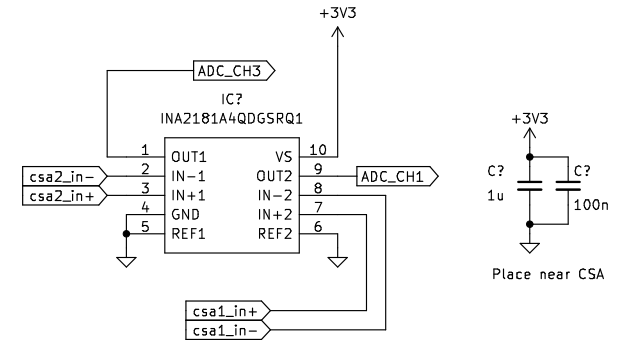 +3V3
ADC_CH3
IC?
INA2181A4QDGSRQ1
1 OUT1 VS 10
csa2_in- 2 IN-1 OUT2 9 ADC_CH1
csa2_in+ 3 IN+1 IN-2 8
4 GND IN+2 7
5 REF1 REF2 6
csa1_in+
csa1_in-
+3V3
C? C?
1u 100n
Place near CSA